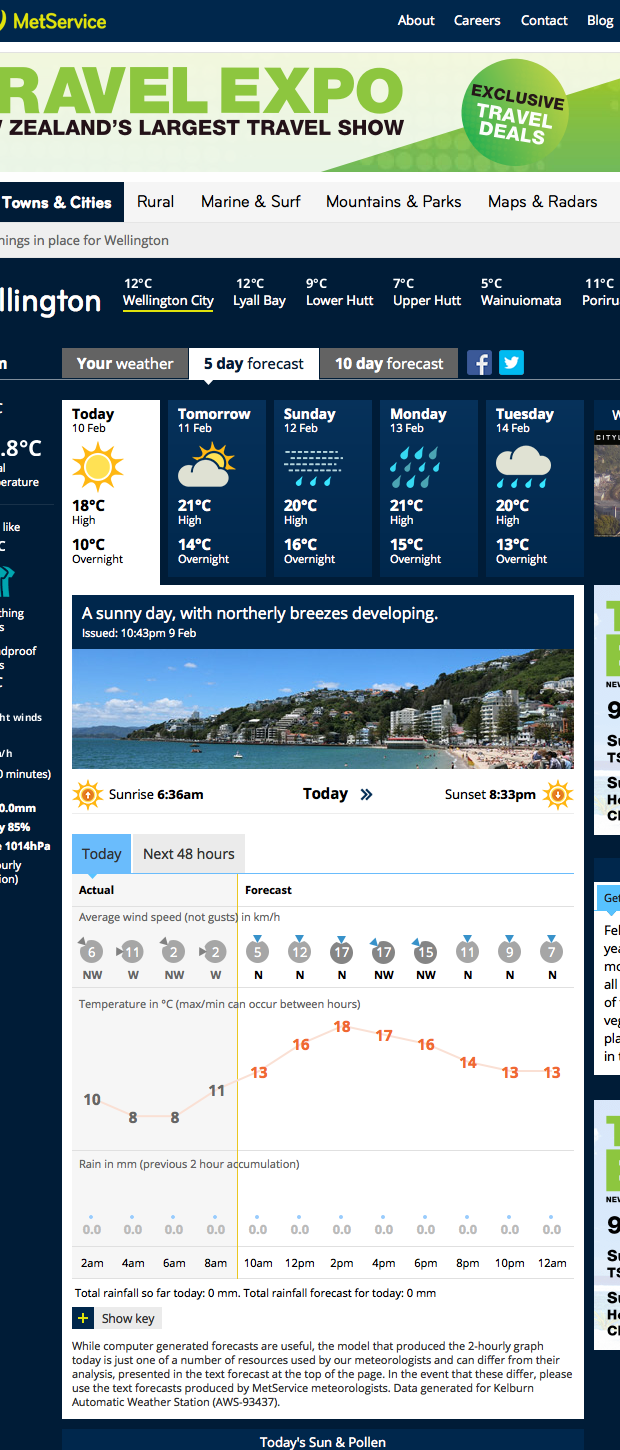 MetService
About Careers Contact Blog
RAVEL EXPO
ZEALAND'S LARGEST TRAVEL SHOW
EXCLUSIVE
TRAVEL
DEALS
Towns & Cities Rural Marine & Surf Mountains & Parks Maps & Radars
nings in place for Wellington
llington
12°C 12°C 9°C 7°C 5°C 11°C
Wellington City Lyall Bay Lower Hutt Upper Hutt Wainuiomata Poriru
Your weather 5 day forecast 10 day forecast
.8°C
al
perature
like
thing
s
dproof
s
ht winds
/h
0 minutes)
0.0mm
y 85%
e 1014hPa
ourly
ion)
Today Tomorrow Sunday Monday Tuesday
10 Feb 11 Feb 12 Feb 13 Feb 14 Feb
18°C 21°C 20°C 21°C 20°C
High High High High High
10°C 14°C 16°C 15°C 13°C
Overnight Overnight Overnight Overnight Overnight
A sunny day, with northerly breezes developing.
Issued: 10:43pm 9 Feb
Sunrise 6:36am Today » Sunset 8:33pm
Today Next 48 hours
Actual Forecast
Average wind speed (not gusts) in km/h
6 11 2 2 5 12 17 17 15 11 9 7
NW W NW W N N N NW NW N N N
Temperature in °C (max/min can occur between hours)
10 8 8 11 13 16 18 17 16 14 13 13
Rain in mm (previous 2 hour accumulation)
0.0 0.0 0.0 0.0 0.0 0.0 0.0 0.0 0.0 0.0 0.0 0.0
2am 4am 6am 8am 10am 12pm 2pm 4pm 6pm 8pm 10pm 12am
Total rainfall so far today: 0 mm. Total rainfall forecast for today: 0 mm
+ Show key
While computer generated forecasts are useful, the model that produced the 2-hourly graph
today is just one of a number of resources used by our meteorologists and can differ from their
analysis, presented in the text forecast at the top of the page. In the event that these differ, please
use the text forecasts produced by MetService meteorologists. Data generated for Kelburn
Automatic Weather Station (AWS-93437).
Today's Sun & Pollen
W
CITYL
NEW
9
Su
TS
Su
Ho
Ch
Get
Feb
yea
mo
all
of
veg
pla
in t
NEW
9
Su
TS
Su
Ho
Ch